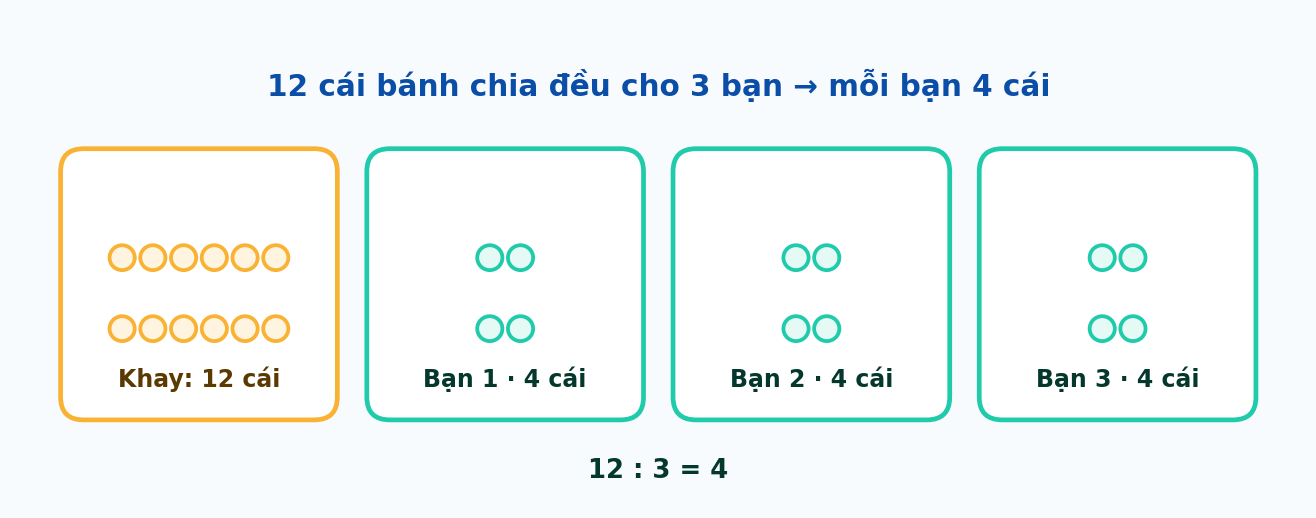 12 cái bánh chia đều cho 3 bạn → mỗi bạn 4 cái
Khay: 12 cái
Bạn 1 · 4 cái
Bạn 2 · 4 cái
Bạn 3 · 4 cái
12 : 3 = 4